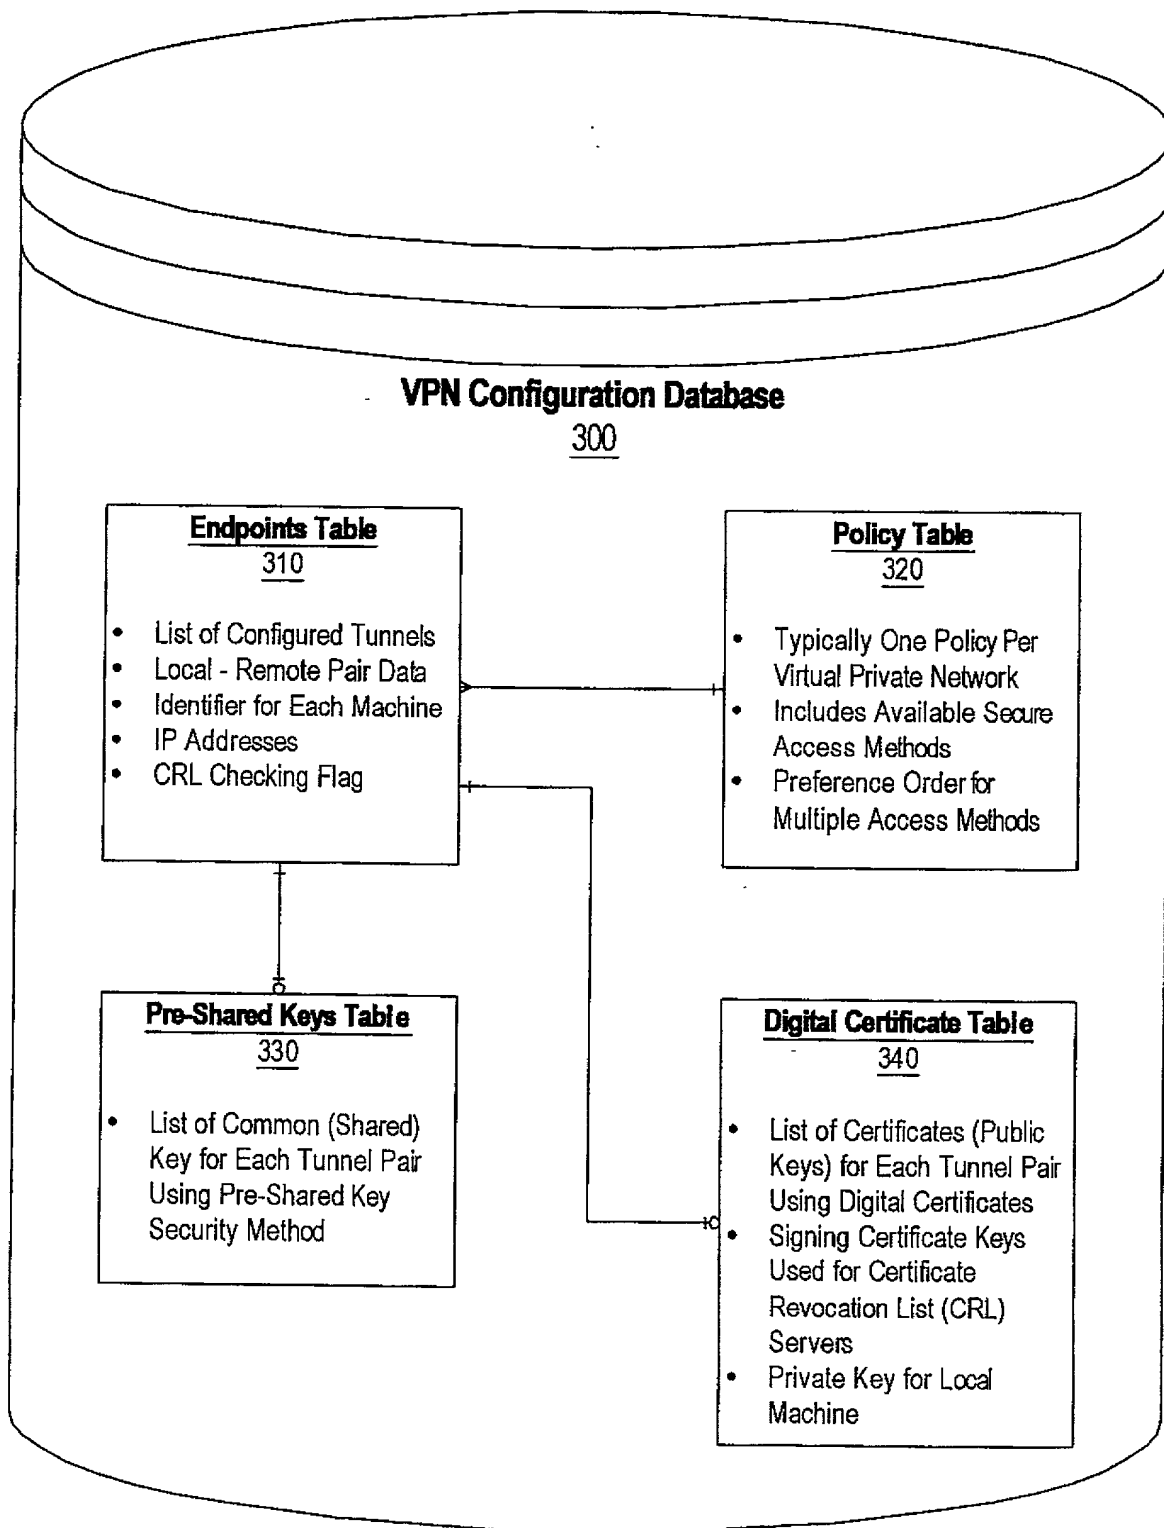 VPN Configuration Database
300
Endpoints Table
310
• List of Configured Tunnels
• Local - Remote Pair Data
• Identifier for Each Machine
• IP Addresses
• CRL Checking Flag
Policy Table
320
• Typically One Policy Per
Virtual Private Network
• Includes Available Secure
Access Methods
• Preference Order for
Multiple Access Methods
Pre-Shared Keys Table
330
• List of Common (Shared)
Key for Each Tunnel Pair
Using Pre-Shared Key
Security Method
Digital Certificate Table
340
• List of Certificates (Public
Keys) for Each Tunnel Pair
Using Digital Certificates
• Signing Certificate Keys
Used for Certificate
Revocation List (CRL)
Servers
• Private Key for Local
Machine